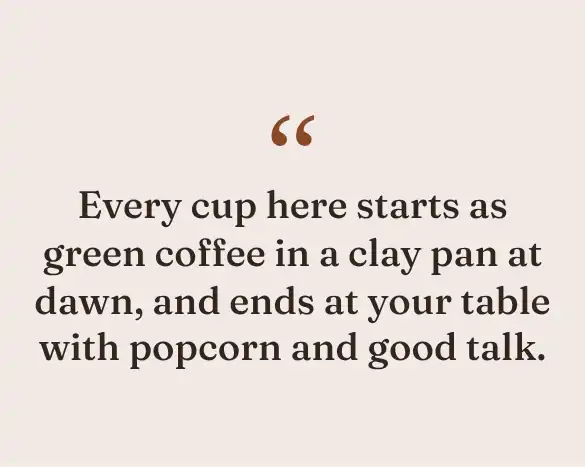 “
Every cup here starts as
green coffee in a clay pan at
dawn, and ends at your table
with popcorn and good talk.